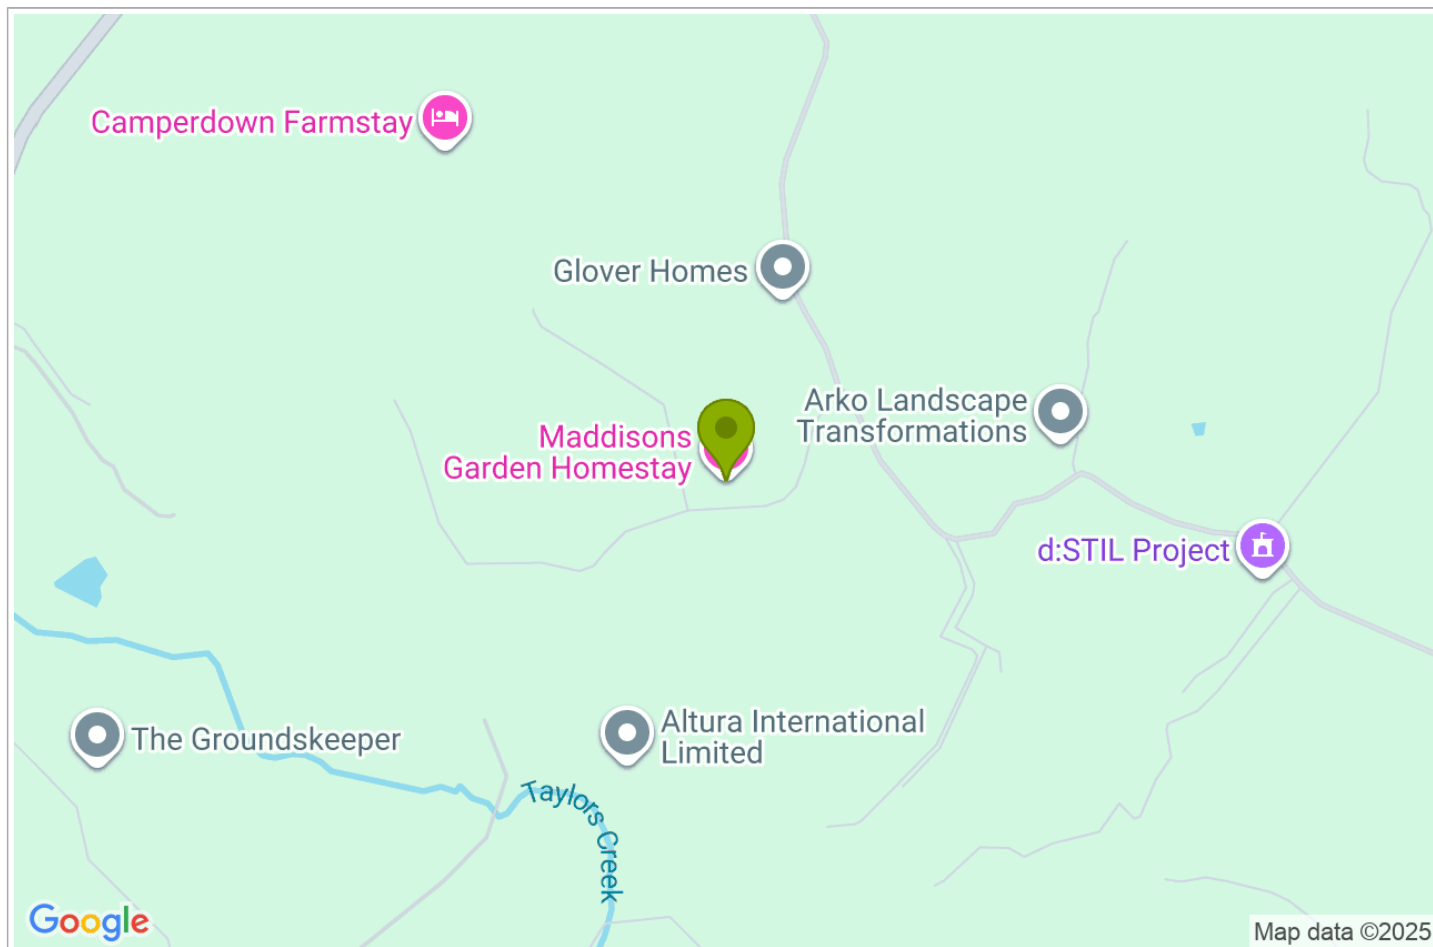 Camperdown Farmstay
Glover Homes
Arko Landscape
Transformations
Maddisons
Garden Homestay
d:STIL Project
Altura International
Limited
The Groundskeeper
Taylors Creek
Google
Map data ©2025